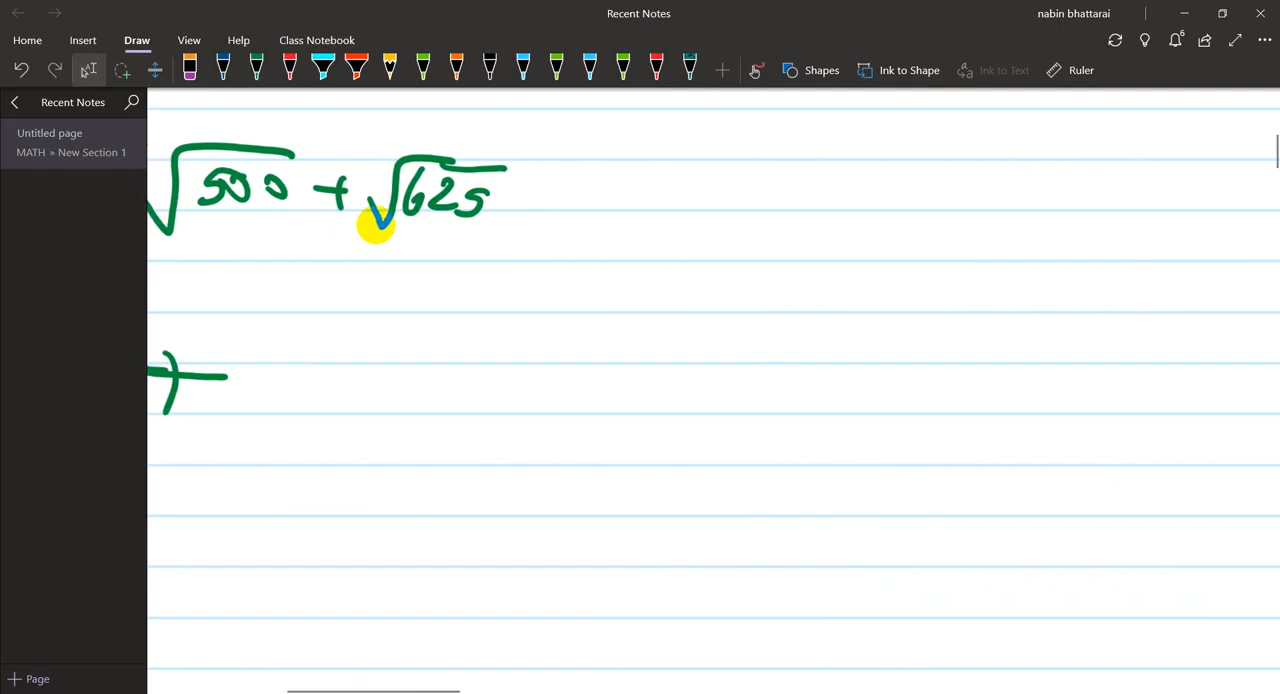 Recent Notes nabin bhattarai
Home Insert Draw View Help Class Notebook
6
Shapes Ink to Shape Ink to Text Ruler
Recent Notes
Untitled page
MATH » New Section 1
√500 + √625
+
Page